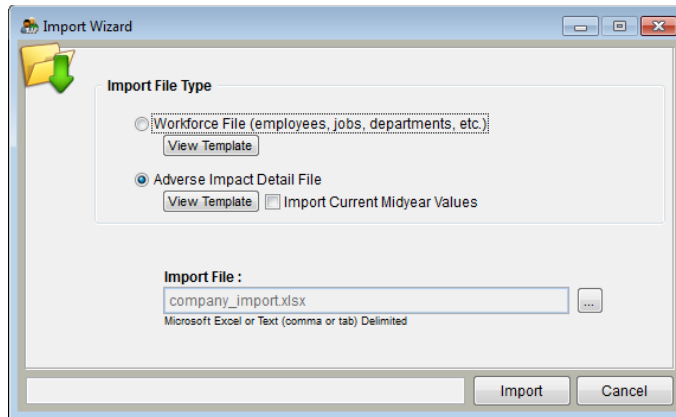 Import Wizard
Import File Type
Workforce File (employees, jobs, departments, etc.)
View Template
Adverse Impact Detail File
View Template Import Current Midyear Values
Import File :
company_import.xlsx ...
Microsoft Excel or Text (comma or tab) Delimited
Import Cancel